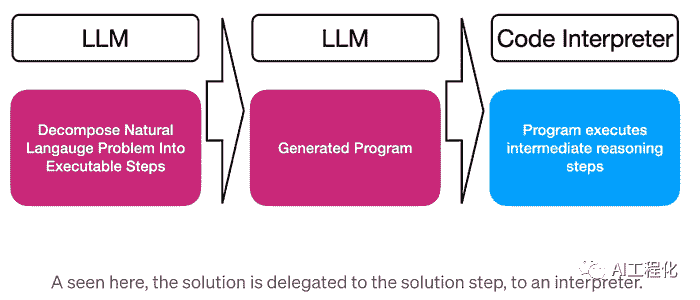 LLM
LLM
Code Interpreter
Decompose Natural
Langauge Problem Into
Executable Steps
Generated Program
Program executes
intermediate reasoning
steps
AI工程化
A seen here, the solution is delegated to the solution step, to an interpreter.